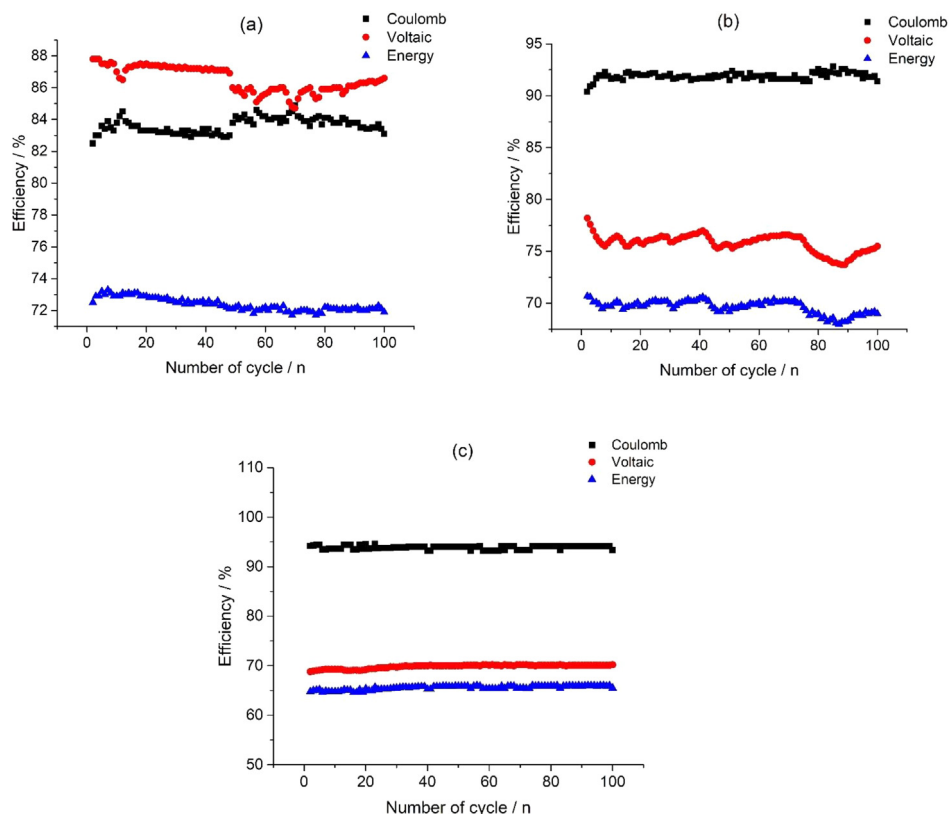 (a)
Coulomb
Voltaic
Energy
88
86
84
82
80
78
76
74
72
Efficiency / %
0 20 40 60 80 100
Number of cycle / n
(b)
Coulomb
Voltaic
Energy
95
90
85
80
75
70
Efficiency / %
0 20 40 60 80 100
Number of cycle / n
(c)
Coulomb
Voltaic
Energy
110
100
90
80
70
60
50
Efficiency / %
0 20 40 60 80 100
Number of cycle / n